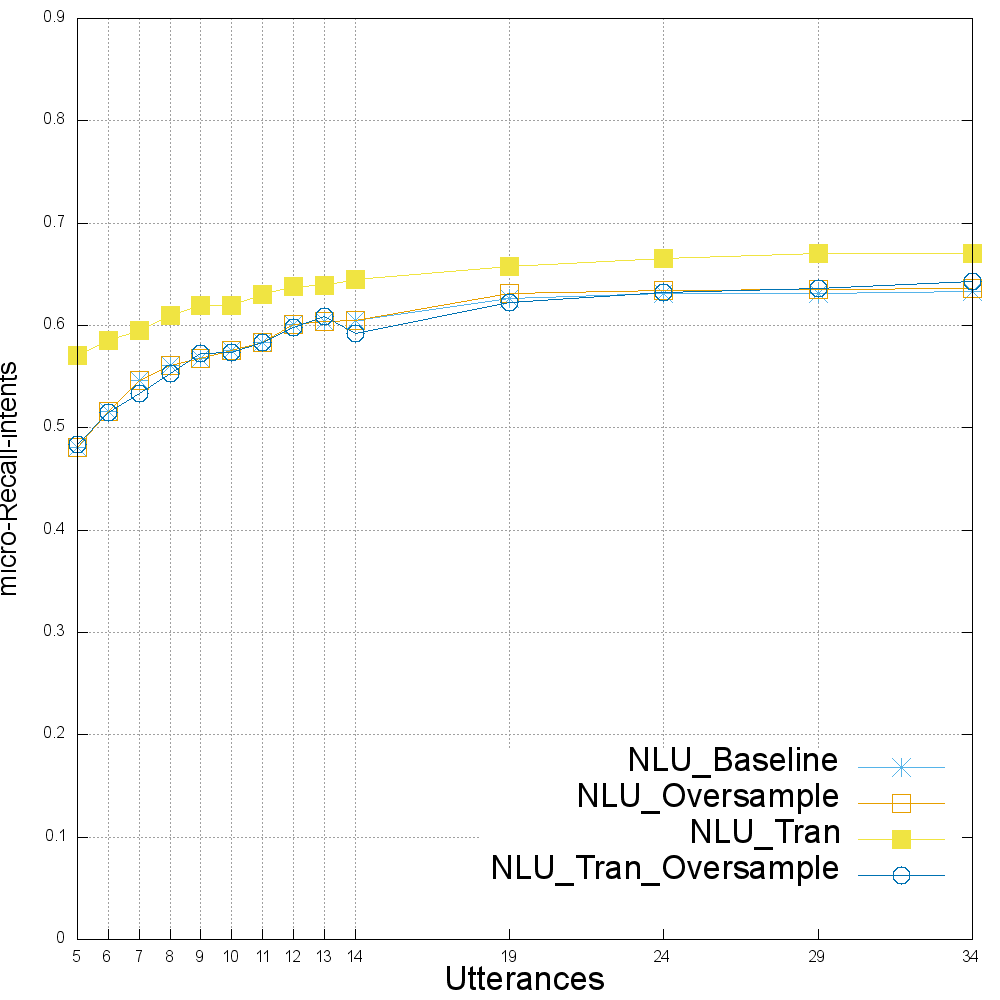 0.9
0.8
0.7
0.6
0.5
0.4
0.3
0.2
0.1
0
micro-Recall-intents
NLU_Baseline
NLU_Oversample
NLU_Tran
NLU_Tran_Oversample
5 6 7 8 9 10 11 12 13 14 19 24 29 34
Utterances